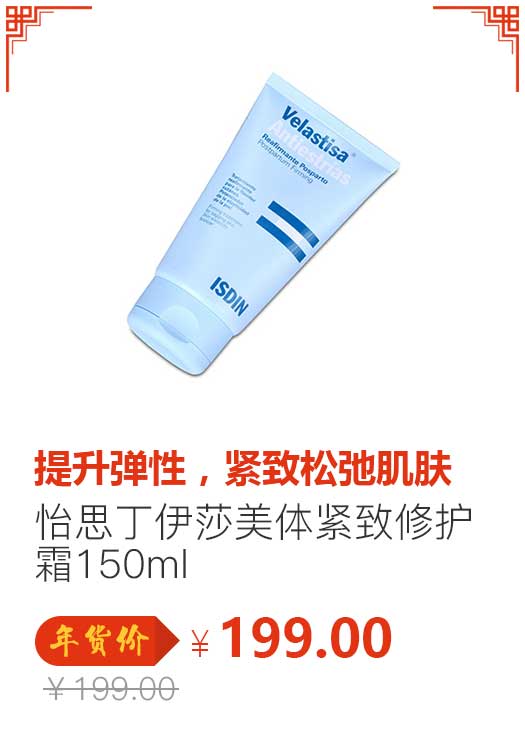 Velastisa®
Antiestrias
Reafirmante Posparto
Postpartum Firming
ISDIN
提升弹性，紧致松弛肌肤
怡思丁伊莎美体紧致修护
霜150ml
年货价 ￥199.00
￥199.00